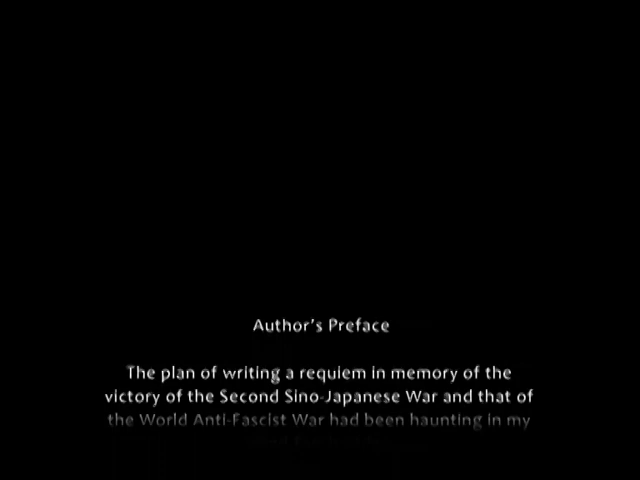 Author's Preface
The plan of writing a requiem in memory of the
victory of the Second Sino-Japanese War and that of
the World Anti-Fascist War had been haunting in my